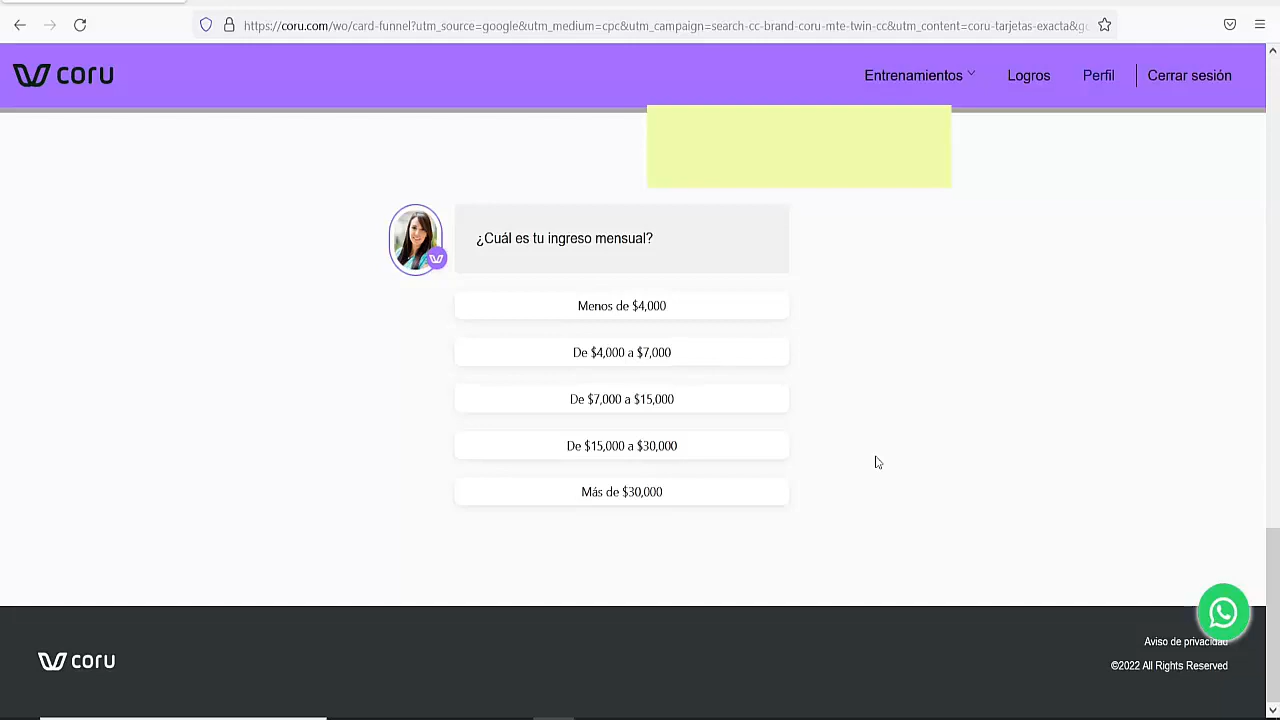 https://coru.com/wo/card-funnel?utm_source=google&utm_medium=cpc&utm_campaign=search-cc-brand-coru-mte-twin-cc&utm_content=coru-tarjetas-exacta&g
coru
Entrenamientos
Logros
Perfil
Cerrar sesión
¿Cuál es tu ingreso mensual?
Menos de $4,000
De $4,000 a $7,000
De $7,000 a $15,000
De $15,000 a $30,000
Más de $30,000
coru
Aviso de privacidad
©2022 All Rights Reserved